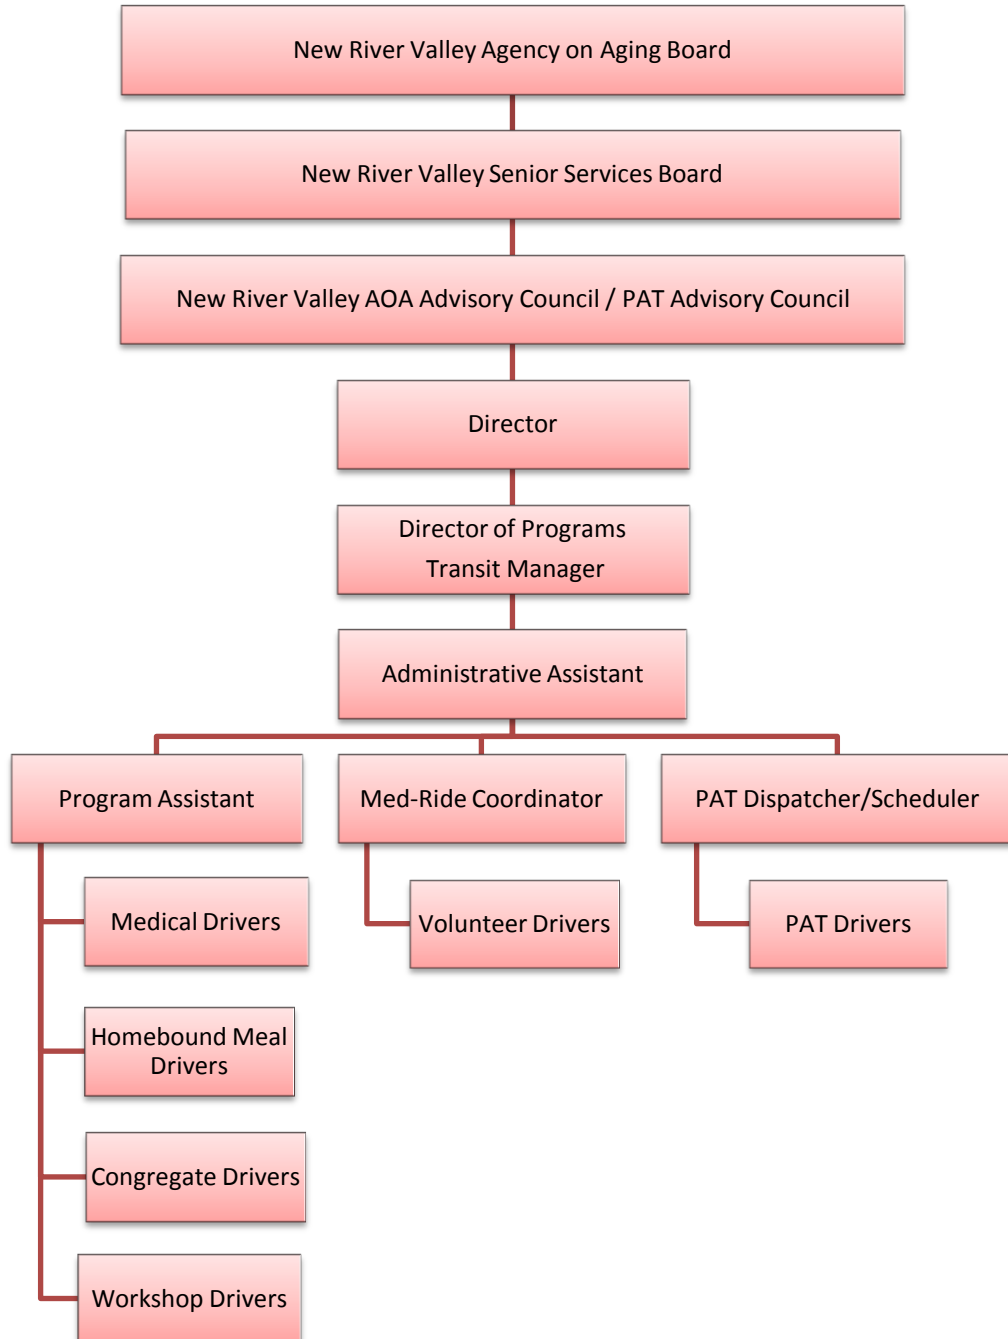 New River Valley Agency on Aging Board
New River Valley Senior Services Board
New River Valley AOA Advisory Council / PAT Advisory Council
Director
Director of Programs
Transit Manager
Administrative Assistant
Program Assistant
Medical Drivers
Homebound Meal
Drivers
Congregate Drivers
Workshop Drivers
Med-Ride Coordinator
Volunteer Drivers
PAT Dispatcher/Scheduler
PAT Drivers